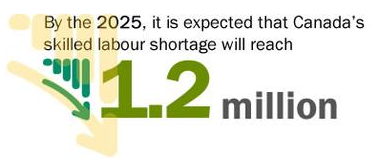 By the 2025, it is expected that Canada's
skilled labour shortage will reach
1.2 million